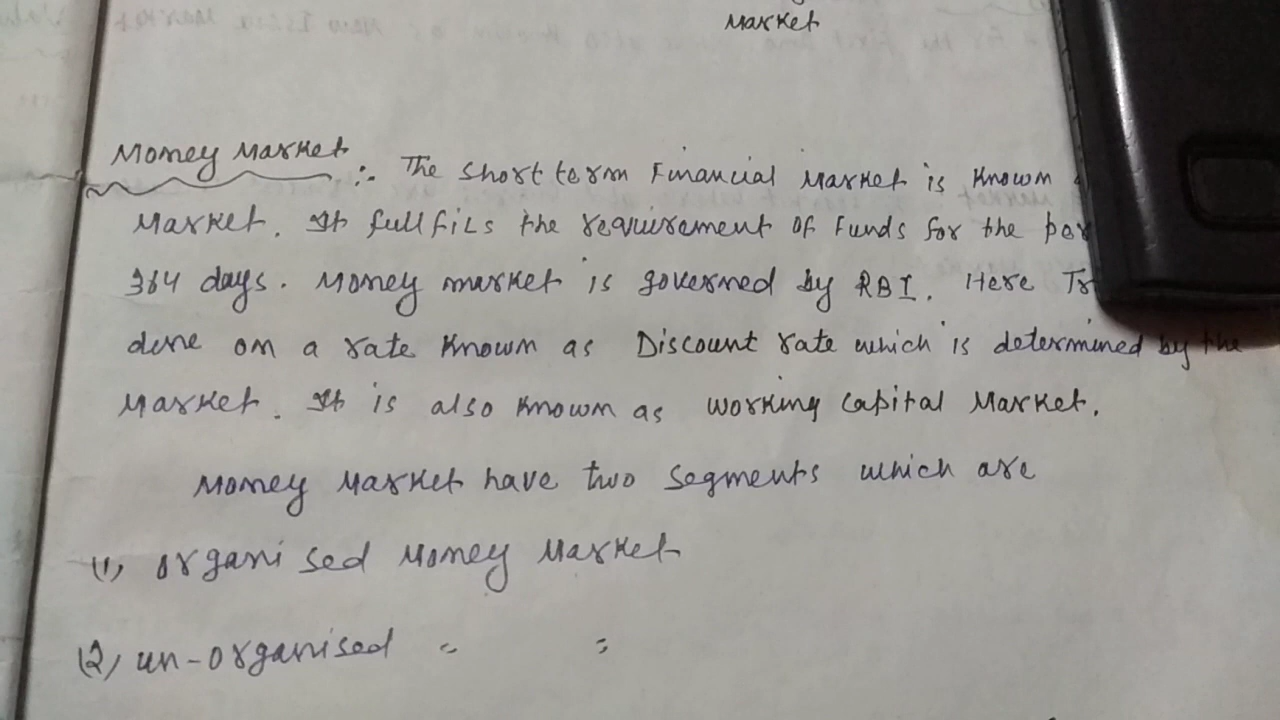 Market
Money Market :- The short term Financial Market is known
Market. It fullfils the requirement of Funds for the
364 days. Money market is governed by RBI. Here
done on a rate known as Discount rate which is determined by the
Market. It is also known as working capital Market.
Money Market have two segments which are
(1) organised Money Market
(2) un-organised " "